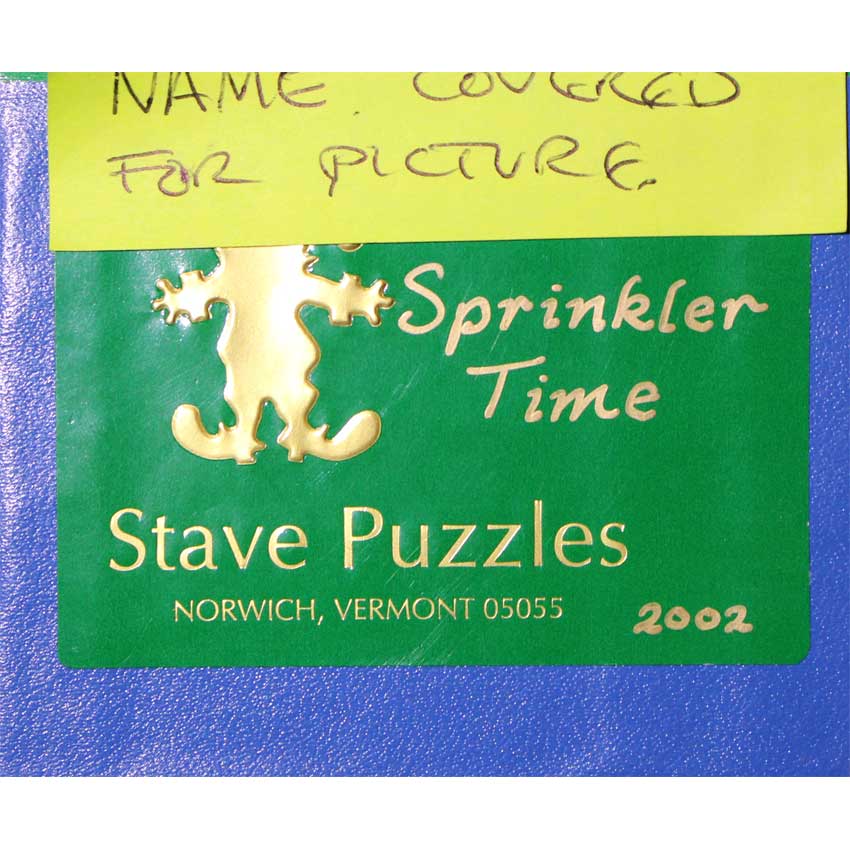 NAME COVERED
FOR PICTURE.
Sprinkler
Time
Stave Puzzles
NORWICH, VERMONT 05055
2002